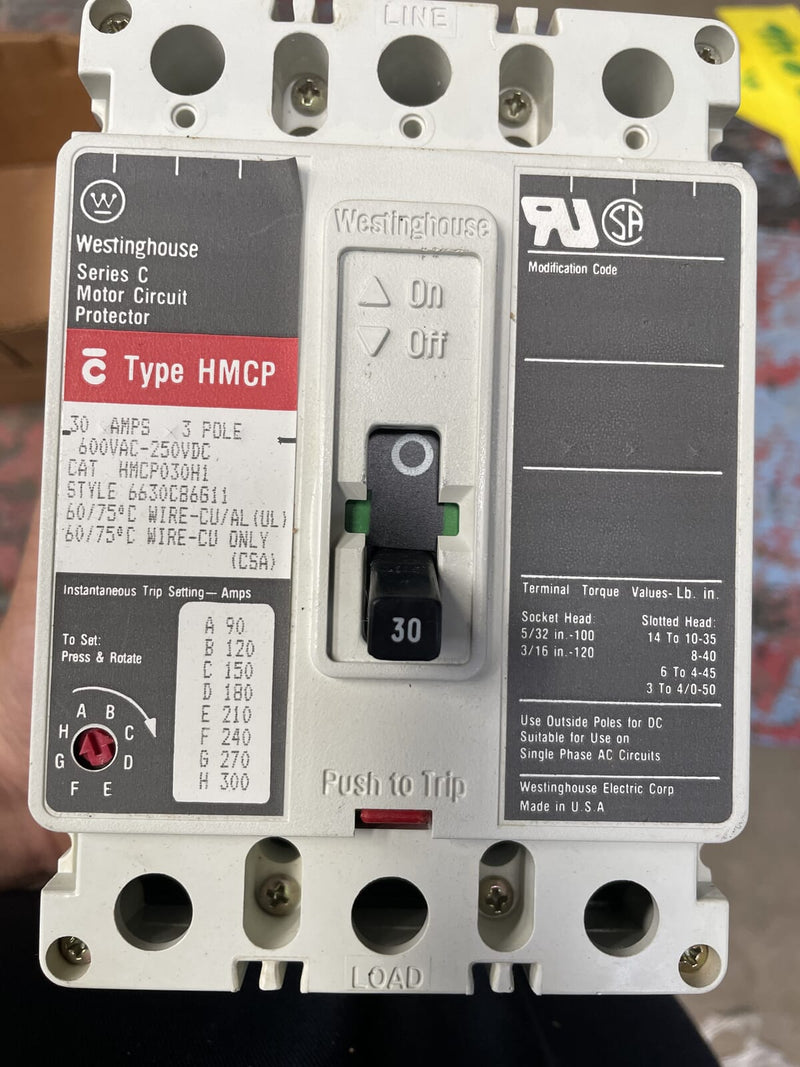 LINE
Westinghouse
Series C
Motor Circuit
Protector
Type HMCP
30 AMPS 3 POLE
600VAC-250VDC
CAT HMCP030H1
STYLE 6630C86G11
60/75°C WIRE-CU/AL(UL)
60/75°C WIRE-CU ONLY
(CSA)
Instantaneous Trip Setting— Amps
To Set:
Press & Rotate
A 90
B 120
C 150
D 180
E 210
F 240
G 270
H 300
A B
H C
G D
F E
Westinghouse
On
Off
O
30
Push to Trip
UR SA
Modification Code
Terminal Torque Values- Lb. in.
Socket Head: Slotted Head:
5/32 in.-100 14 To 10-35
3/16 in.-120 8-40
6 To 4-45
3 To 4/0-50
Use Outside Poles for DC
Suitable for Use on
Single Phase AC Circuits
Westinghouse Electric Corp
Made in U.S.A
LOAD